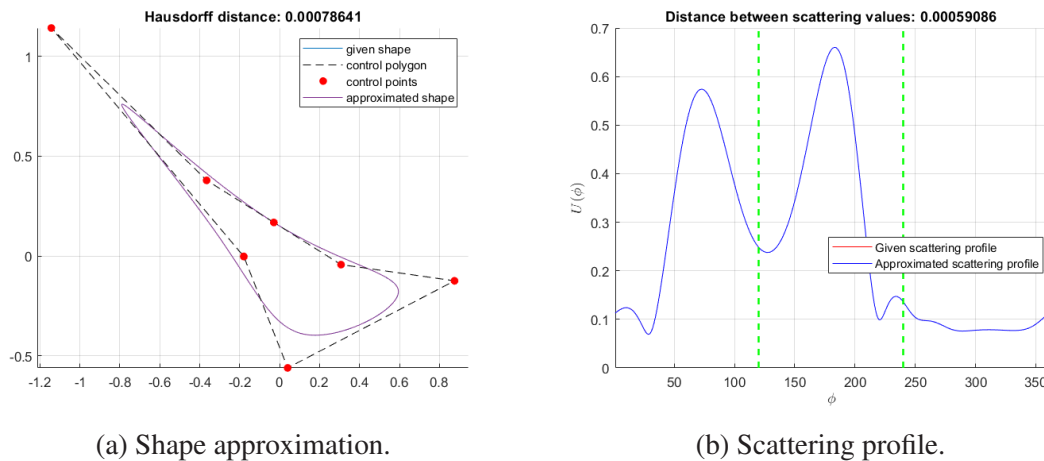 Hausdorff distance: 0.00078641
given shape
control polygon
control points
approximated shape
1
0.5
0
-0.5
-1.2 -1 -0.8 -0.6 -0.4 -0.2 0 0.2 0.4 0.6 0.8
(a) Shape approximation.
Distance between scattering values: 0.00059086
0.7
0.6
0.5
0.4
0.3
0.2
0.1
0
U(ϕ)
Given scattering profile
Approximated scattering profile
50 100 150 200 250 300 350
ϕ
(b) Scattering profile.